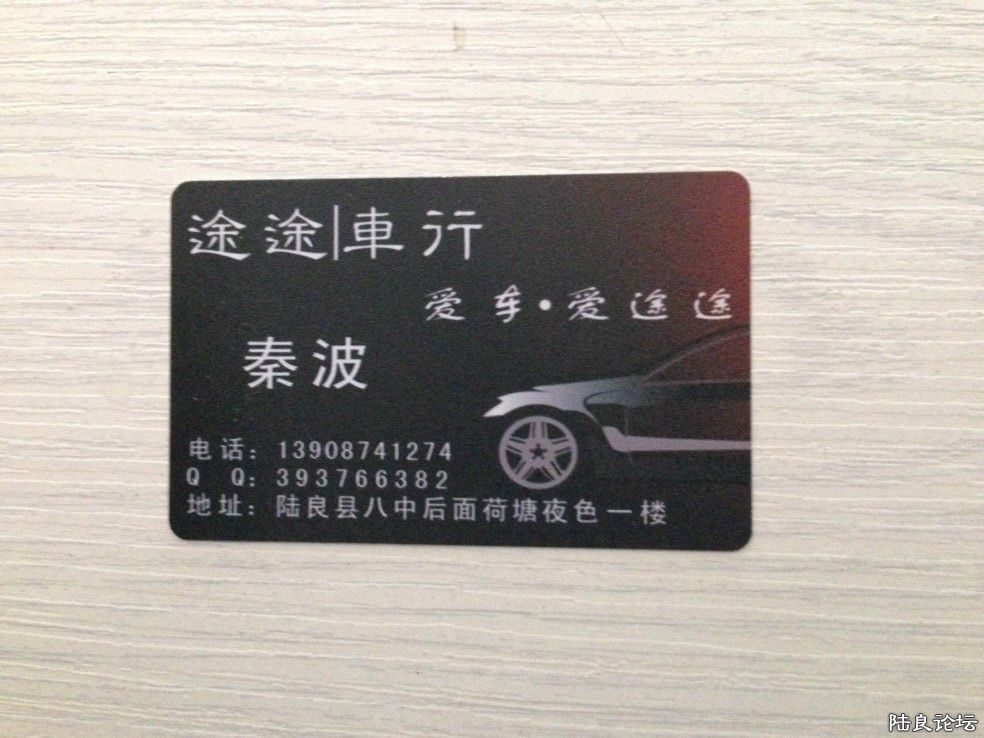 途途|車行
爱车·爱途途
秦波
电话：13908741274
Q Q：393766382
地址：陆良县八中后面荷塘夜色一楼
陆良论坛